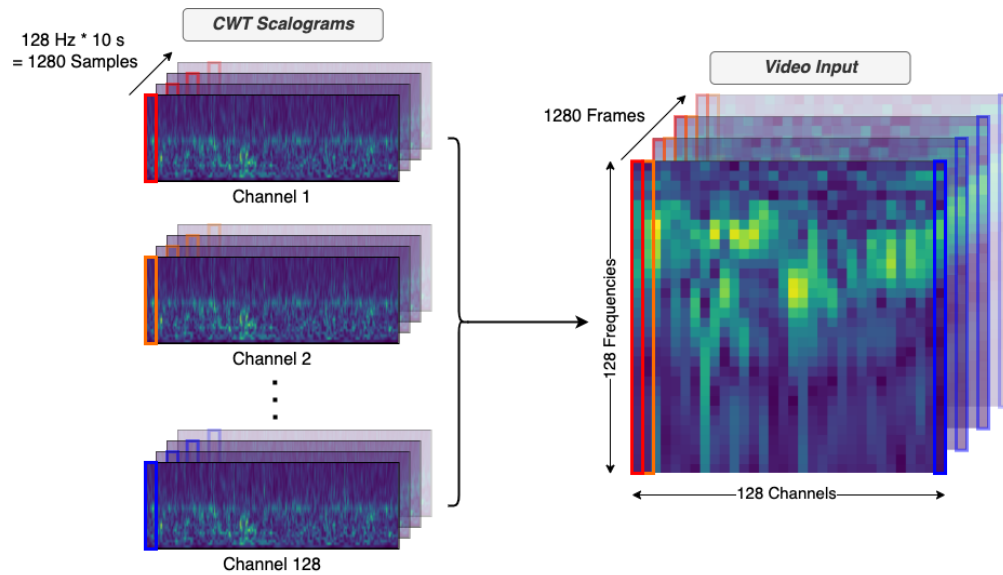 CWT Scalograms
128 Hz * 10 s
= 1280 Samples
Channel 1
Channel 2
Channel 128
Video Input
1280 Frames
128 Frequencies
128 Channels